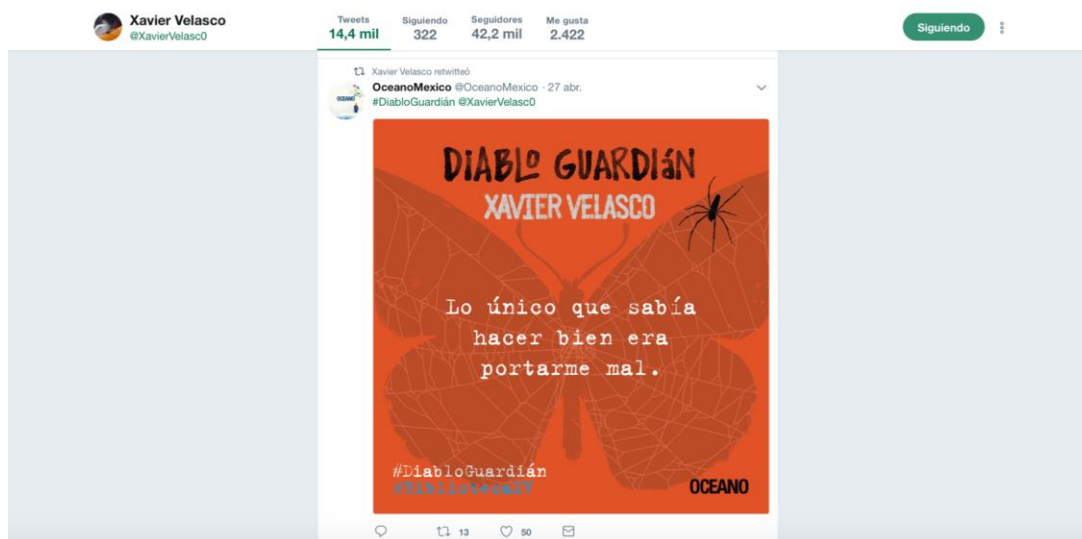 Xavier Velasco
@XavierVelasc0
Tweets Siguiendo Seguidores Me gusta
14,4 mil 322 42,2 mil 2.422
Siguiendo
Xavier Velasco retwitteó
OceanoMexico @OceanoMexico · 27 abr.
#DiabloGuardián @XavierVelasc0
OCEANO
DIABLO GUARDIáN
XAVIER VELASCO
Lo único que sabía
hacer bien era
portarme mal.
#DiabloGuardián
#BibliotecaXV
OCEANO
13 50